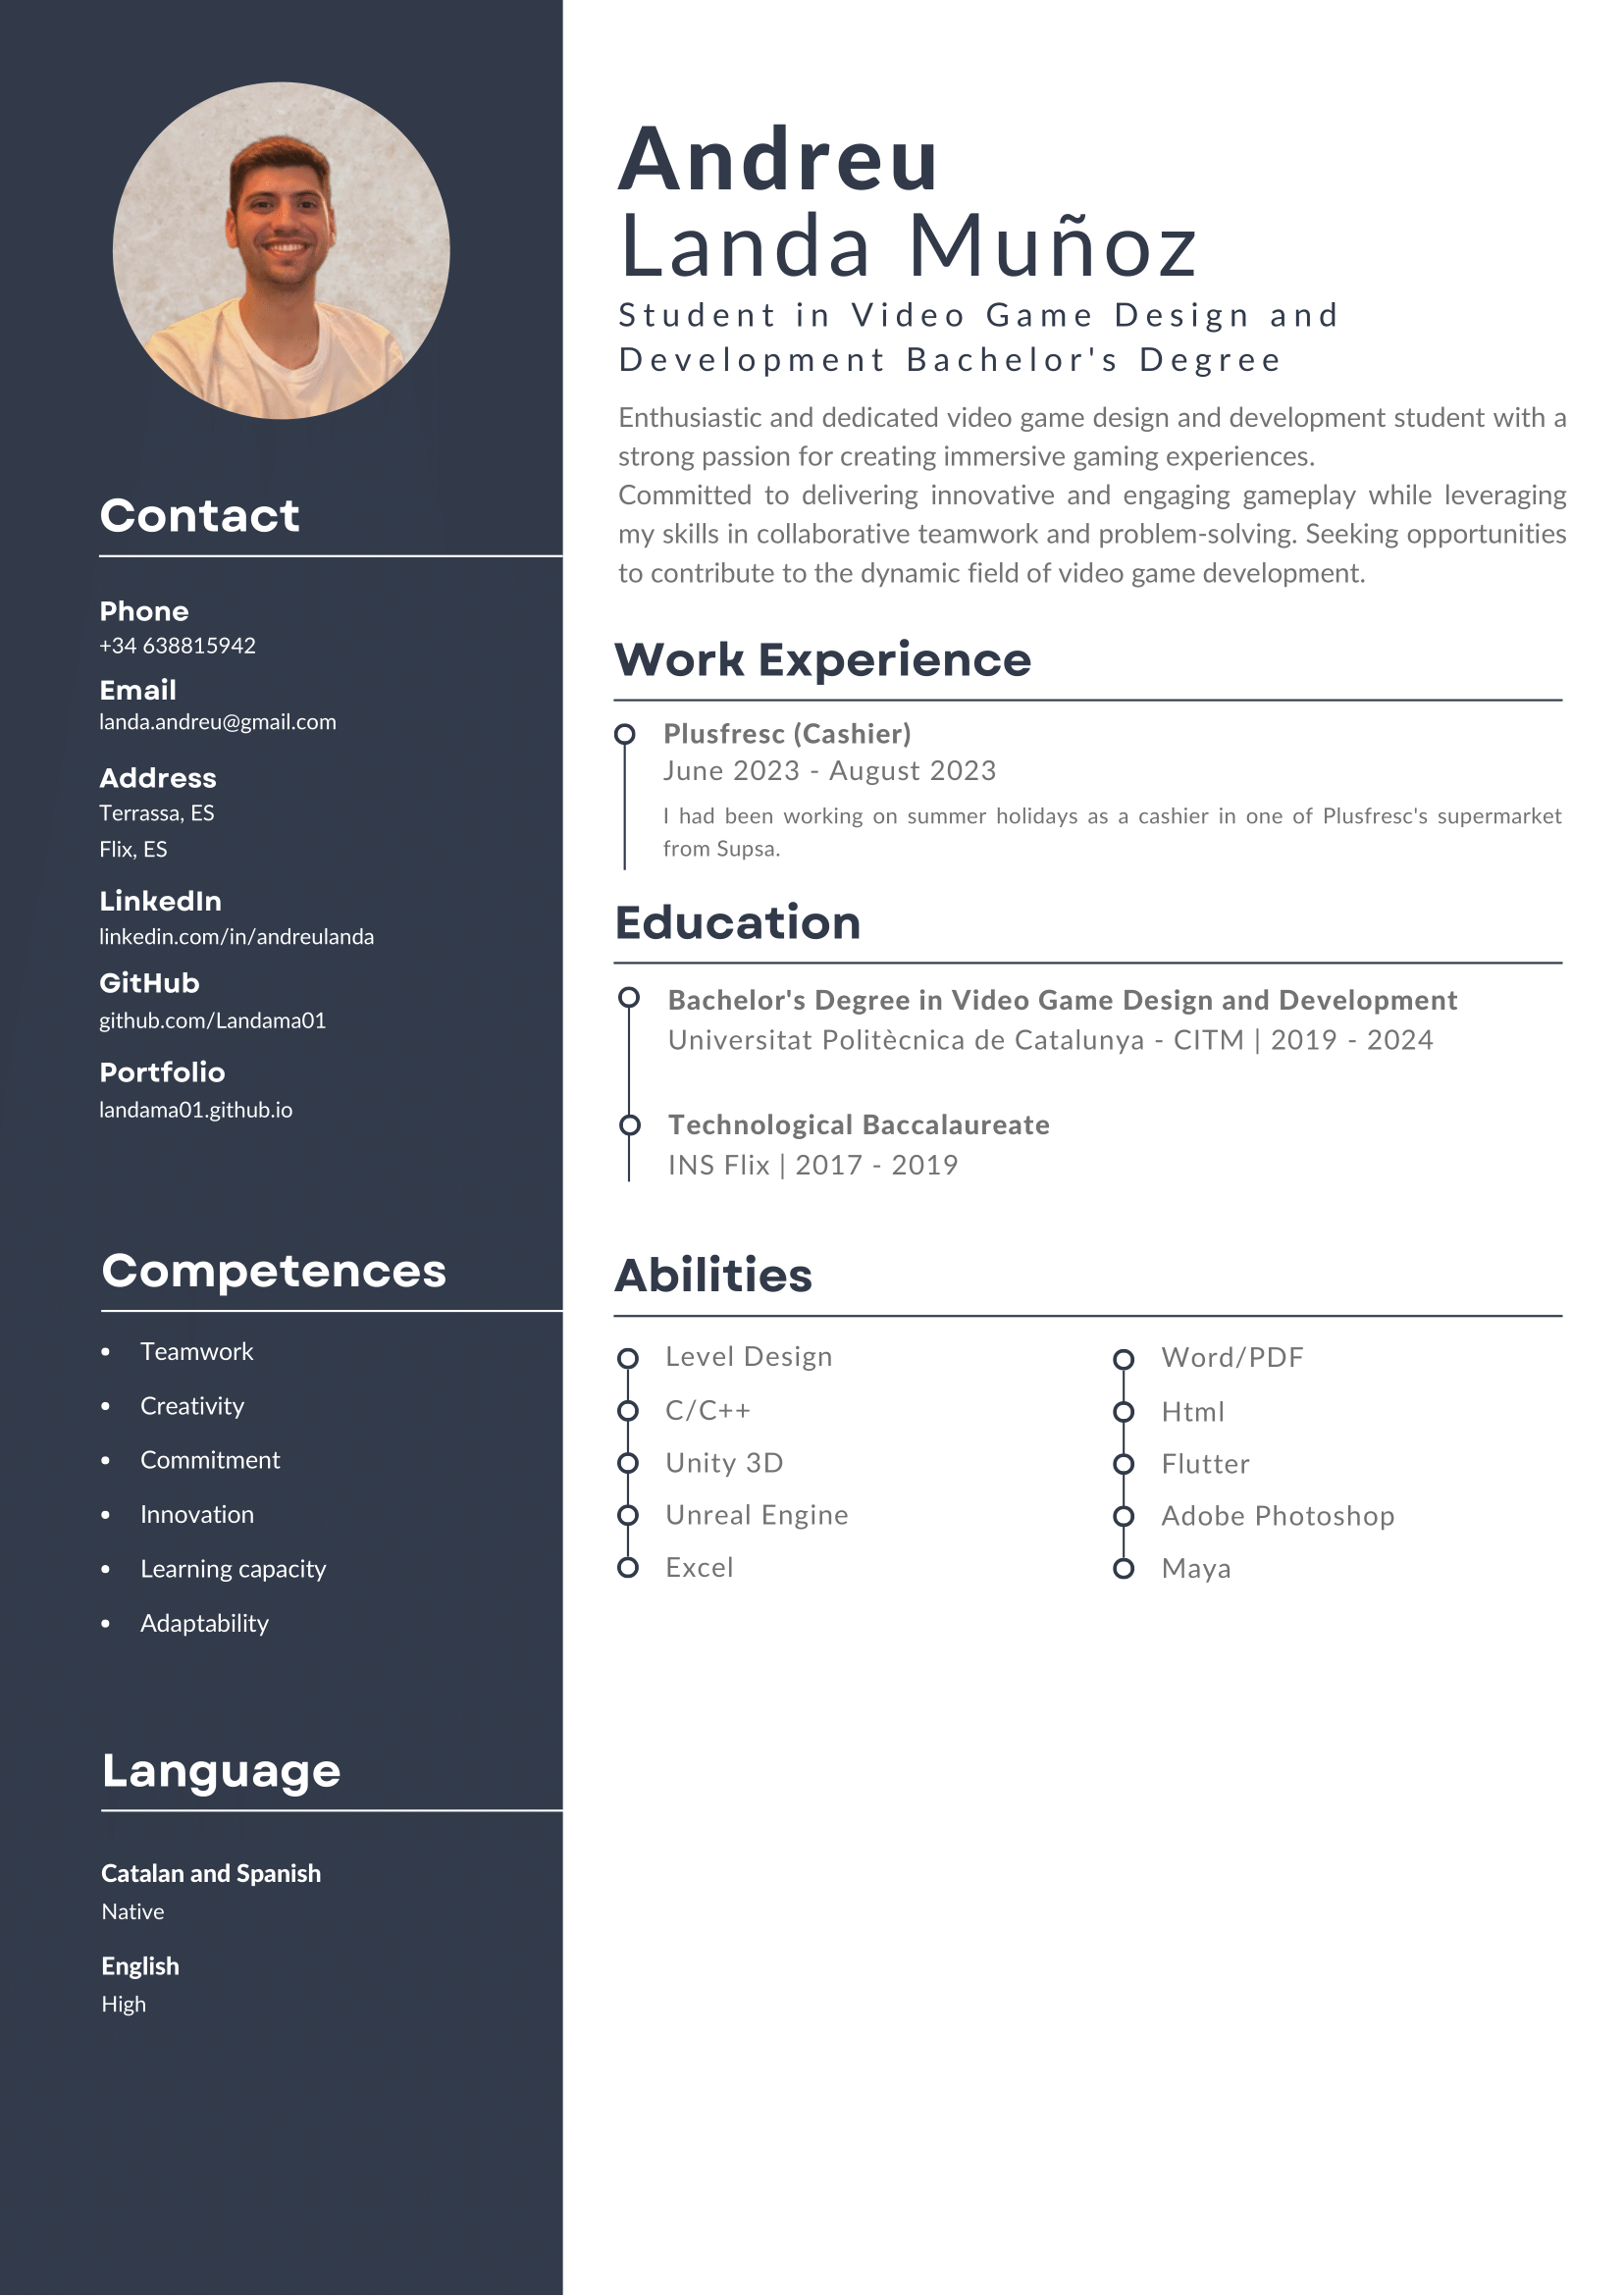 Contact
Phone
+34 638815942
Email
landa.andreu@gmail.com
Address
Terrassa, ES
Flix, ES
LinkedIn
linkedin.com/in/andreulanda
GitHub
github.com/Landama01
Portfolio
landama01.github.io
Competences
• Teamwork
• Creativity
• Commitment
• Innovation
• Learning capacity
• Adaptability
Language
Catalan and Spanish
Native
English
High
Andreu
Landa Muñoz
Student in Video Game Design and
Development Bachelor's Degree
Enthusiastic and dedicated video game design and development student with a
strong passion for creating immersive gaming experiences.
Committed to delivering innovative and engaging gameplay while leveraging
my skills in collaborative teamwork and problem-solving. Seeking opportunities
to contribute to the dynamic field of video game development.
Work Experience
Plusfresc (Cashier)
June 2023 - August 2023
I had been working on summer holidays as a cashier in one of Plusfresc's supermarket
from Supsa.
Education
Bachelor's Degree in Video Game Design and Development
Universitat Politècnica de Catalunya - CITM | 2019 - 2024
Technological Baccalaureate
INS Flix | 2017 - 2019
Abilities
Level Design
C/C++
Unity 3D
Unreal Engine
Excel
Word/PDF
Html
Flutter
Adobe Photoshop
Maya